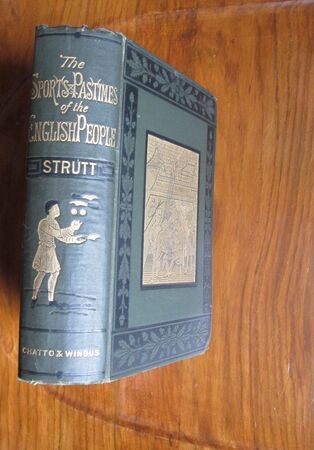 The
Sports & Pastimes
of the
English People
STRUTT
CHATTO & WINDUS